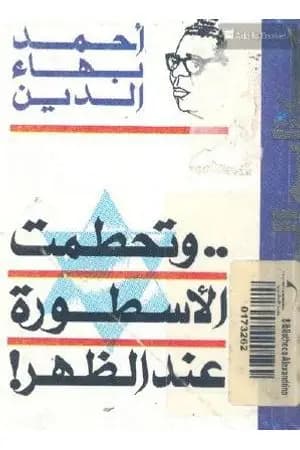 أحمد
بهاء
الدين
..وتحطمت
الأسطورة
عند الظهر!
0173262
Bibliotheca Alexandrina